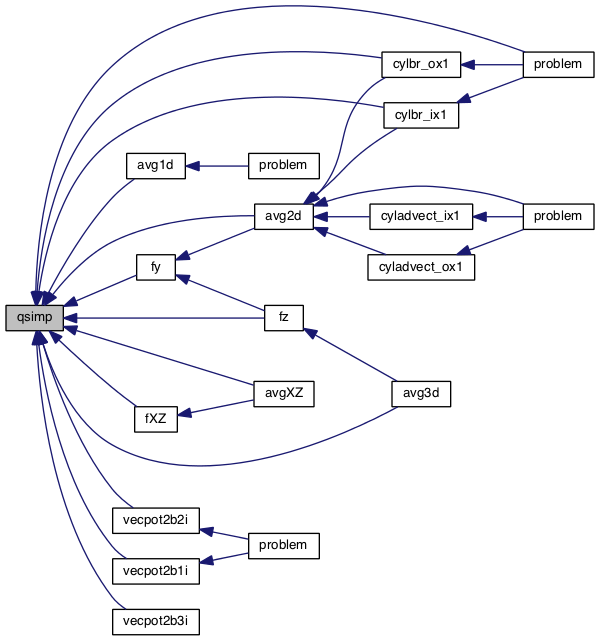 cylbr_ox1
problem
cylbr_ix1
avg1d
problem
avg2d
cyladvect_ix1
problem
fy
cyladvect_ox1
qsimp
fz
avgXZ
avg3d
fXZ
vecpot2b2i
problem
vecpot2b1i
vecpot2b3i